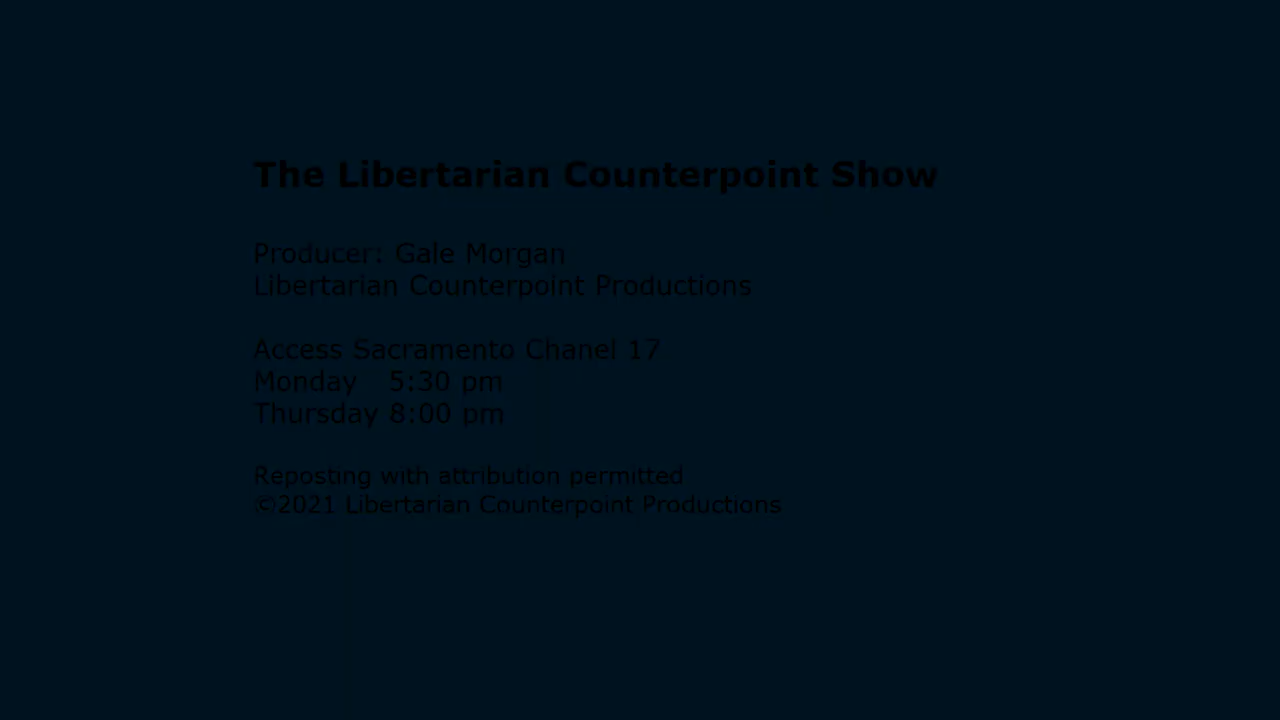 The Libertarian Counterpoint Show
Producer: Gale Morgan
Libertarian Counterpoint Productions
Access Sacramento Chanel 17
Monday 5:30 pm
Thursday 8:00 pm
Reposting with attribution permitted
©2021 Libertarian Counterpoint Productions